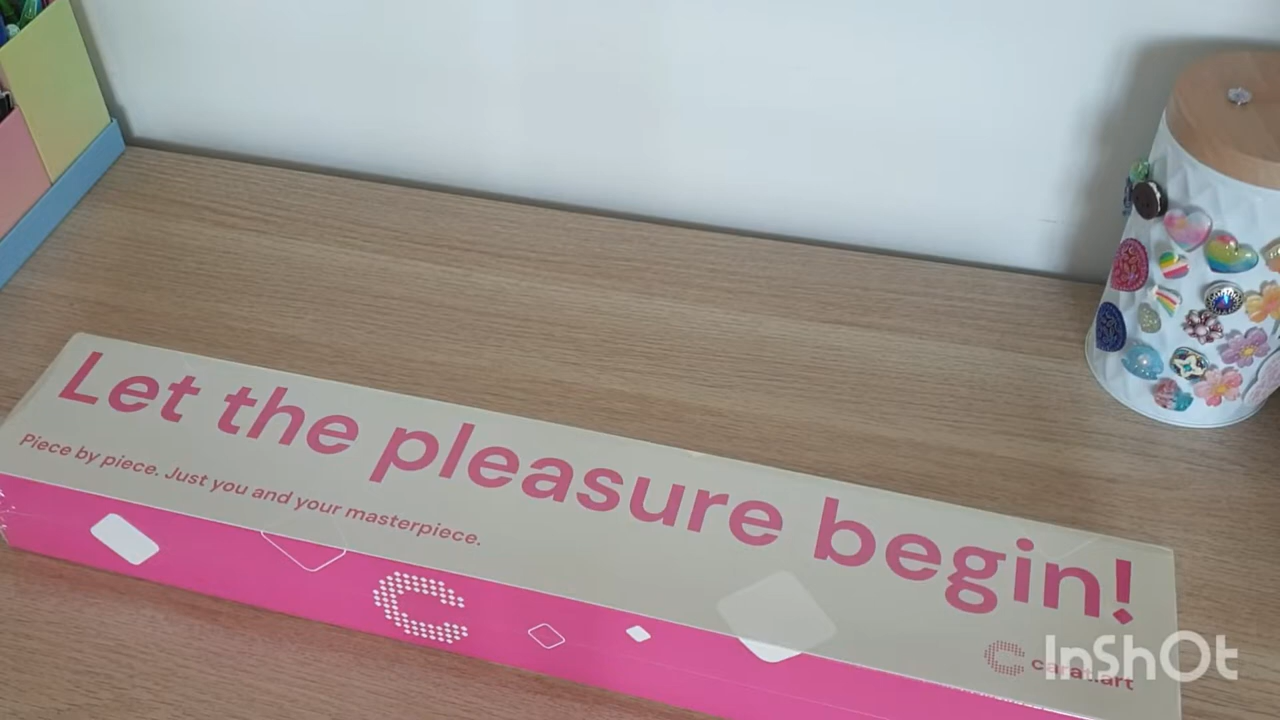 Let the pleasure begin!
Piece by piece. Just you and your masterpiece.
InShOt